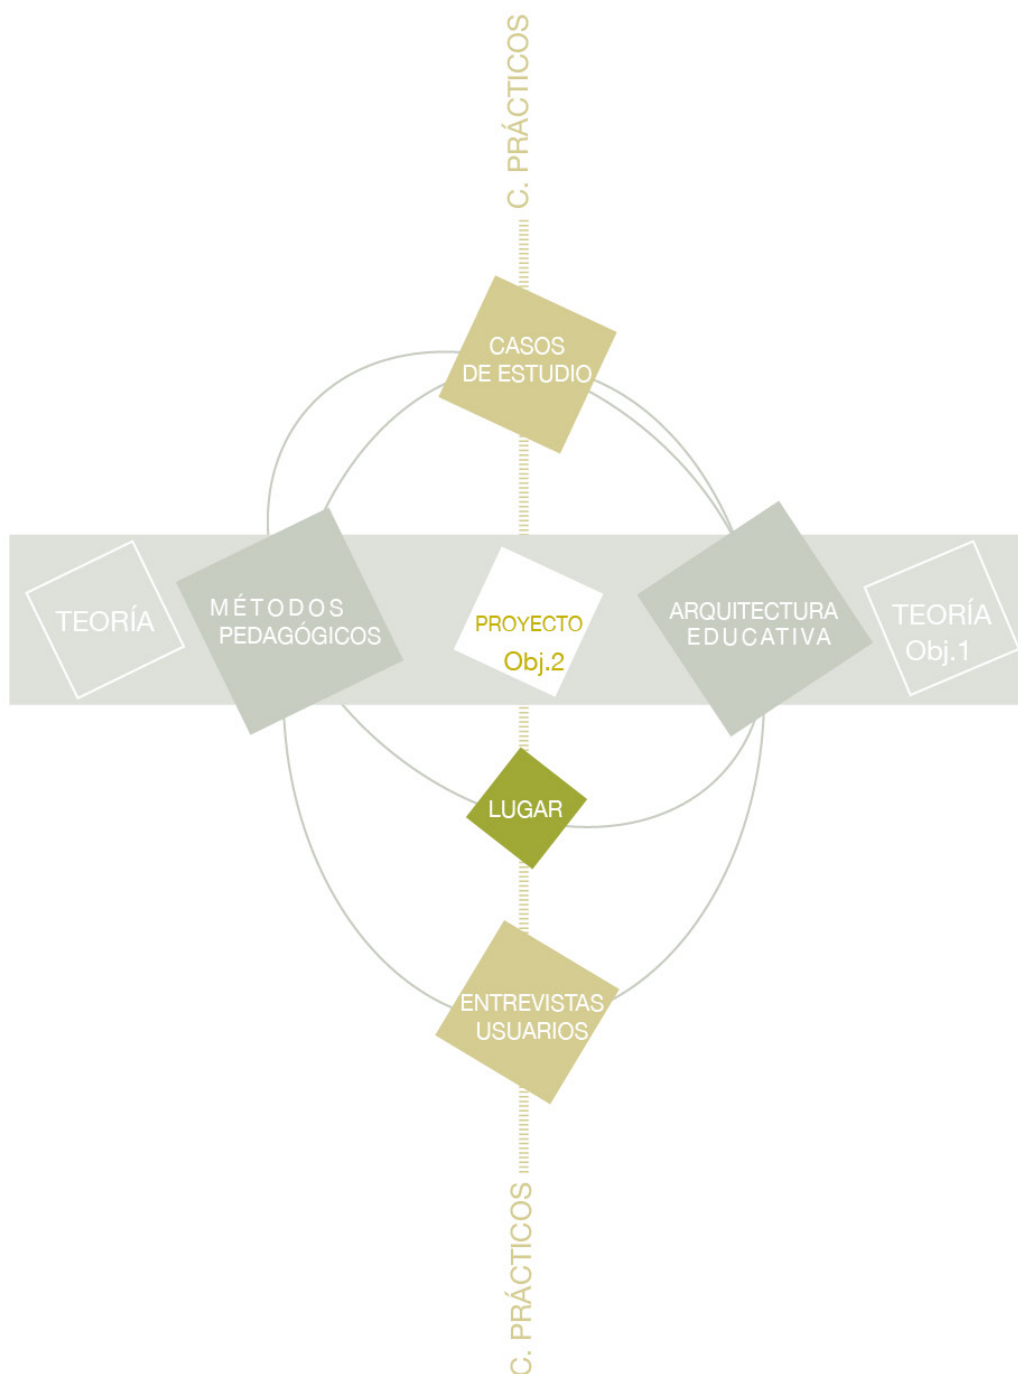 C. PRÁCTICOS
CASOS
DE ESTUDIO
TEORÍA
MÉTODOS
PEDAGÓGICOS
PROYECTO
Obj.2
ARQUITECTURA
EDUCATIVA
TEORÍA
Obj.1
LUGAR
ENTREVISTAS
USUARIOS
C. PRÁCTICOS